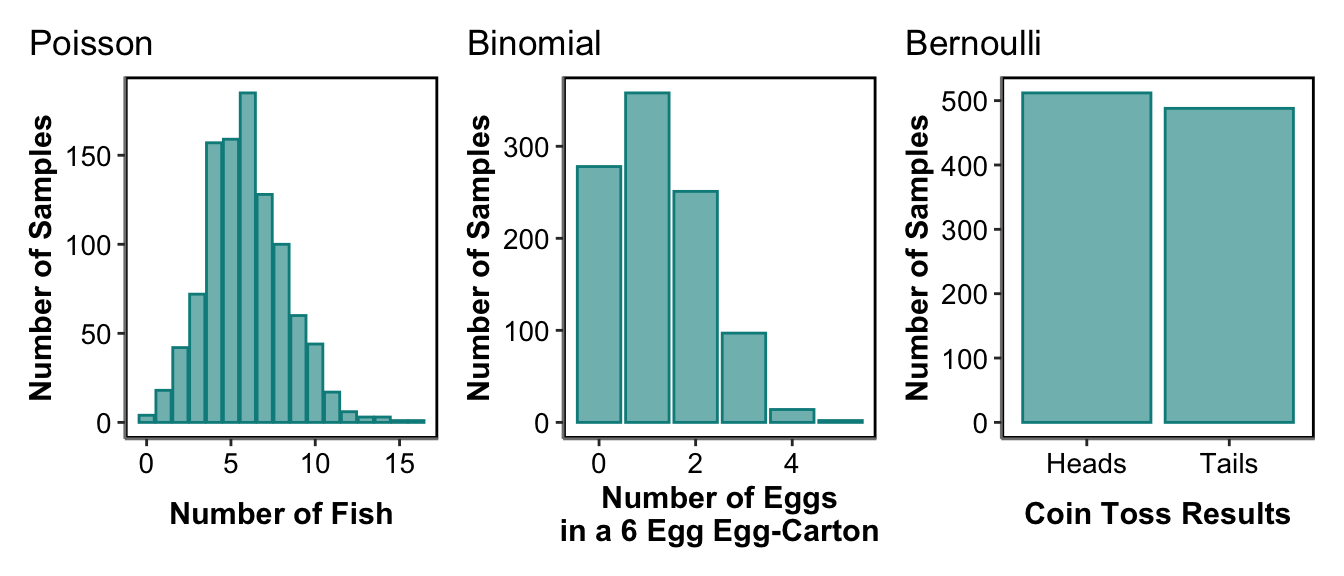 Poisson
Number of Samples
150
100
50
0
0 5 10 15
Number of Fish
Binomial
Number of Samples
300
200
100
0
0 2 4
Number of Eggs
in a 6 Egg Egg-Carton
Bernoulli
Number of Samples
500
400
300
200
100
0
Heads Tails
Coin Toss Results